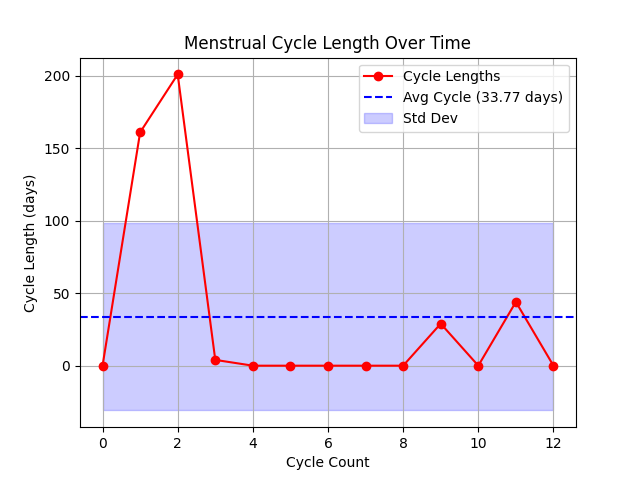 Menstrual Cycle Length Over Time
Cycle Lengths
Avg Cycle (33.77 days)
Std Dev
Cycle Length (days)
200
150
100
50
0
0 2 4 6 8 10 12
Cycle Count